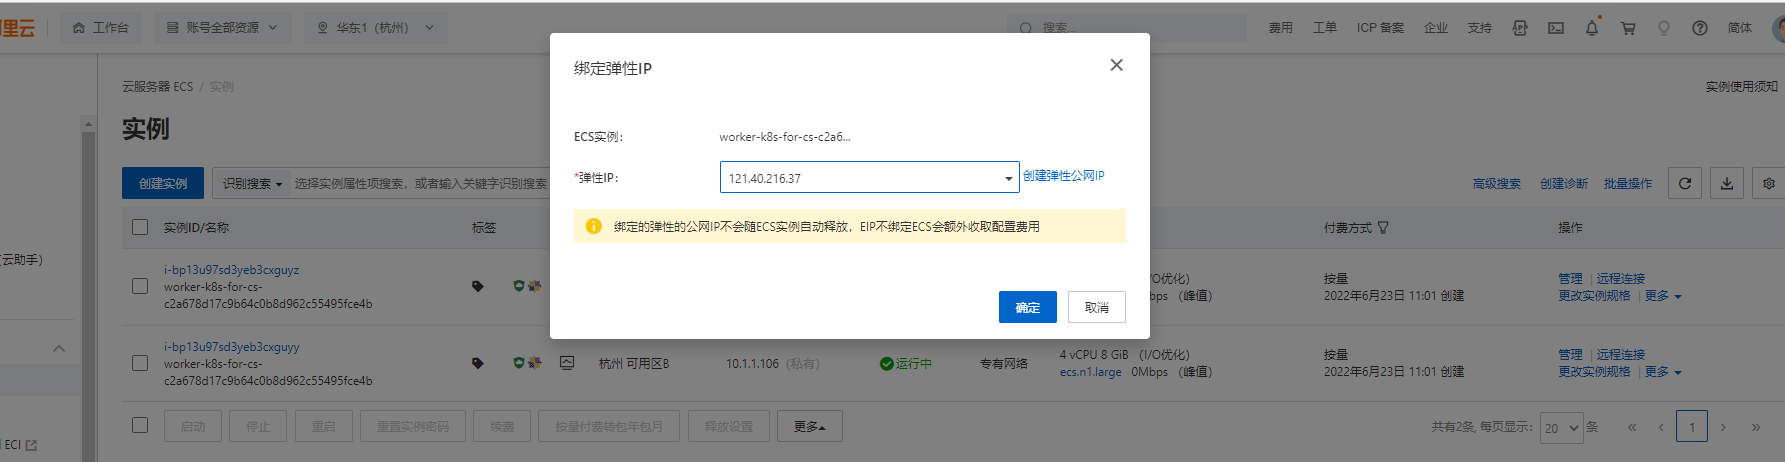 里云
工作台
账号全部资源
华东1（杭州）
搜索...
费用
工单
ICP 备案
企业
支持
简体
云服务器 ECS / 实例
实例使用须知
实例
创建实例
识别搜索
选择实例属性项搜索，或者输入关键字识别搜索
高级搜索
创建诊断
批量操作
绑定弹性IP
ECS实例：
worker-k8s-for-cs-c2a6...
*弹性IP：
121.40.216.37
创建弹性公网IP
绑定的弹性的公网IP不会随ECS实例自动释放，EIP不绑定ECS会额外收取配置费用
确定
取消
实例ID/名称
标签
付费方式
操作
云助手）
i-bp13u97sd3yeb3cxguyz
worker-k8s-for-cs-
c2a678d17c9b64c0b8d962c55495fce4b
I/O优化)
bps （峰值）
按量
2022年6月23日 11:01 创建
管理 | 远程连接
更改实例规格 | 更多
i-bp13u97sd3yeb3cxguyy
worker-k8s-for-cs-
c2a678d17c9b64c0b8d962c55495fce4b
杭州 可用区B
10.1.1.106（私有）
运行中
专有网络
4 vCPU 8 GiB （I/O优化)
ecs.n1.large 0Mbps （峰值）
按量
2022年6月23日 11:01 创建
管理 | 远程连接
更改实例规格 | 更多
启动
停止
重启
重置实例密码
续费
按量付费转包年包月
释放设置
更多
共有2条, 每页显示：
20
条
«
‹
1
›
»
ECI